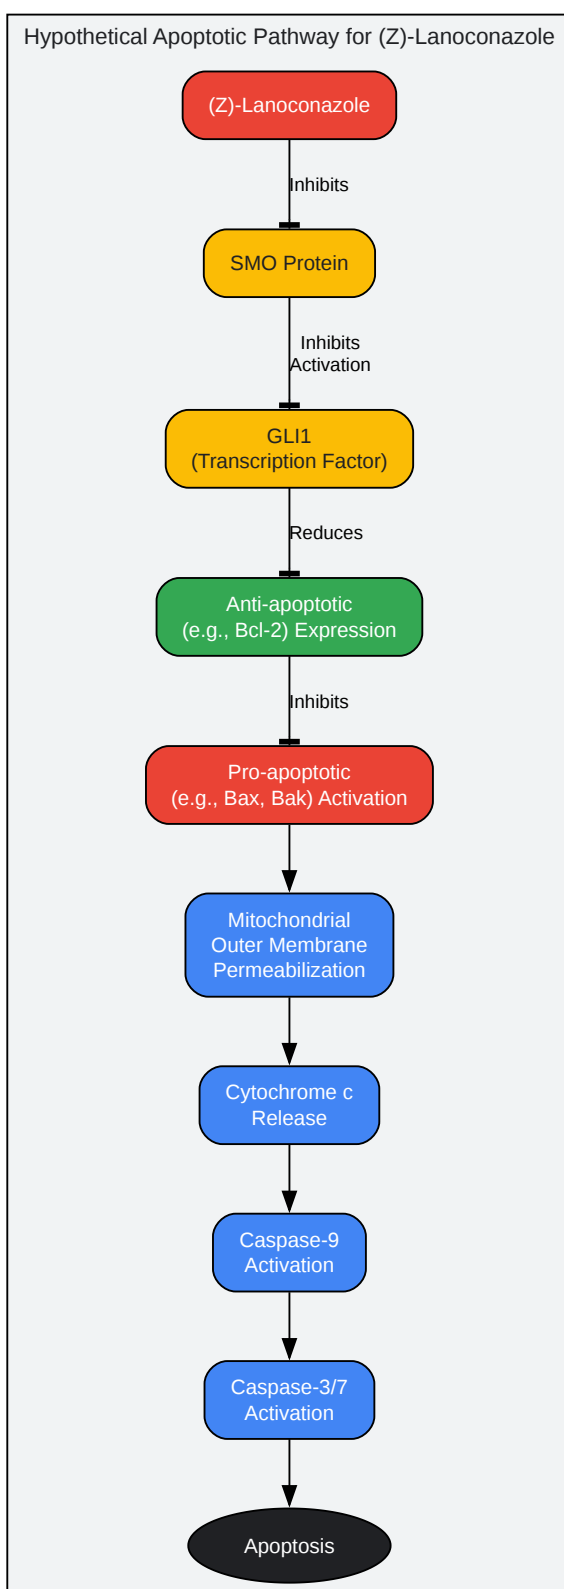 Hypothetical Apoptotic Pathway for (Z)-Lanoconazole
(Z)-Lanoconazole
Inhibits
SMO Protein
Inhibits
Activation
GLI1
(Transcription Factor)
Reduces
Anti-apoptotic
(e.g., Bcl-2) Expression
Inhibits
Pro-apoptotic
(e.g., Bax, Bak) Activation
Mitochondrial
Outer Membrane
Permeabilization
Cytochrome c
Release
Caspase-9
Activation
Caspase-3/7
Activation
Apoptosis